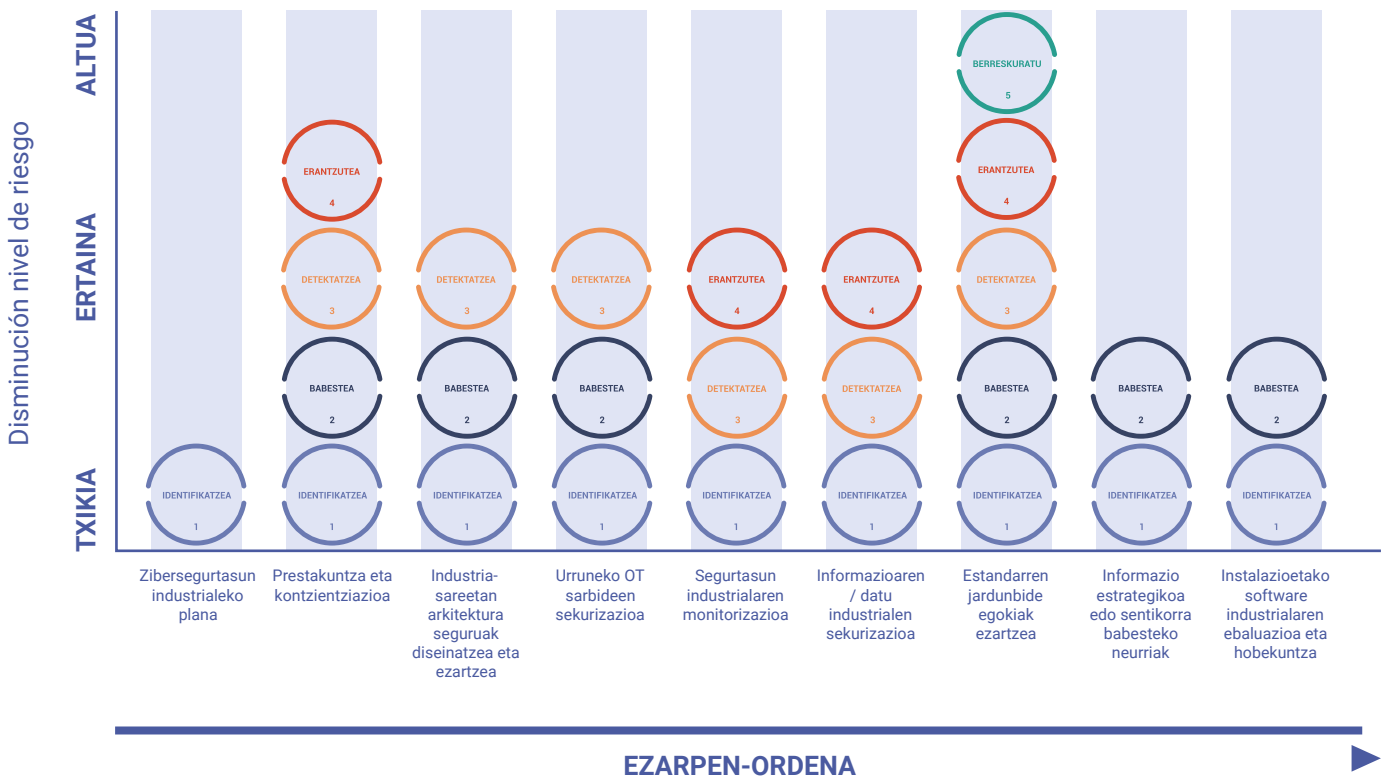 Disminución nivel de riesgo
ALTUA
ERTAINA
TXIKIA
BERRESKURATU
5
ERANTZUTEA
4
ERANTZUTEA
4
DETEKTATZEA
3
DETEKTATZEA
3
DETEKTATZEA
3
ERANTZUTEA
4
ERANTZUTEA
4
DETEKTATZEA
3
BABESTEA
2
BABESTEA
2
BABESTEA
2
DETEKTATZEA
3
DETEKTATZEA
3
BABESTEA
2
BABESTEA
2
BABESTEA
2
IDENTIFIKATZEA
1
IDENTIFIKATZEA
1
IDENTIFIKATZEA
1
IDENTIFIKATZEA
1
IDENTIFIKATZEA
1
IDENTIFIKATZEA
1
IDENTIFIKATZEA
1
IDENTIFIKATZEA
1
IDENTIFIKATZEA
1
Zibersegurtasun
industrialeko
plana
Prestakuntza eta
kontzientziazioa
Industria-
sareetan
arkitektura
seguruak
diseinatzea eta
ezartzea
Urruneko OT
sarbideen
sekurizazioa
Segurtasun
industrialaren
monitorizazioa
Informazioaren
/ datu
industrialen
sekurizazioa
Estandarren
jardunbide
egokiak
ezartzea
Informazio
estrategikoa
edo sentikorra
babesteko
neurriak
Instalazioetako
software
industrialaren
ebaluazioa eta
hobekuntza
EZARPEN-ORDENA